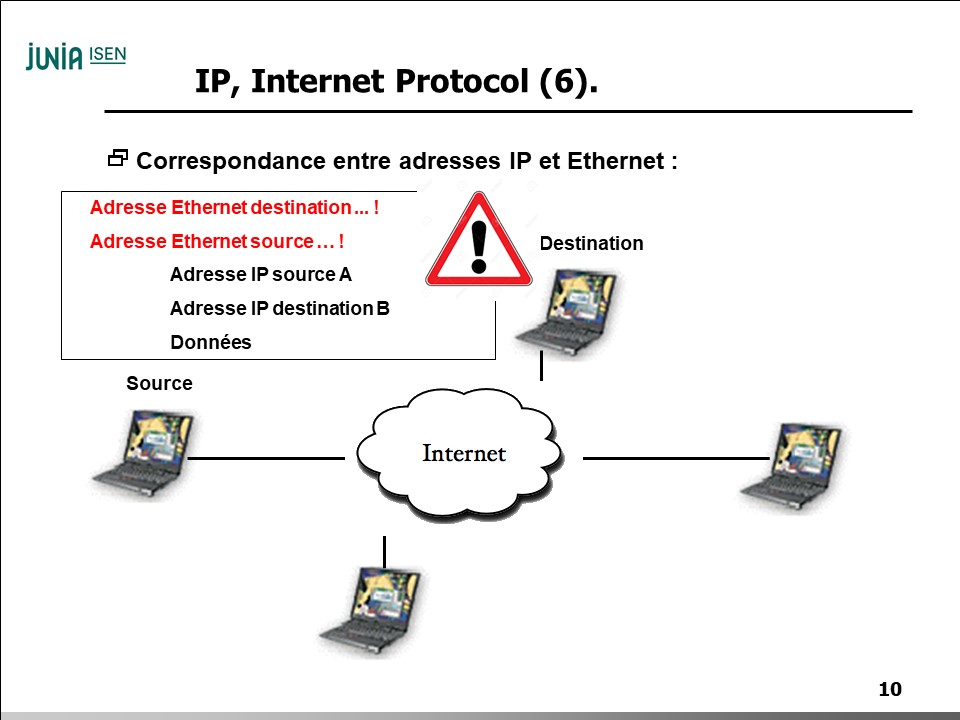 JUNIA ISEN
IP, Internet Protocol (6).
Correspondance entre adresses IP et Ethernet :
Adresse Ethernet destination ... !
Adresse Ethernet source ... !
Adresse IP source A
Adresse IP destination B
Données
Destination
Source
Internet
10